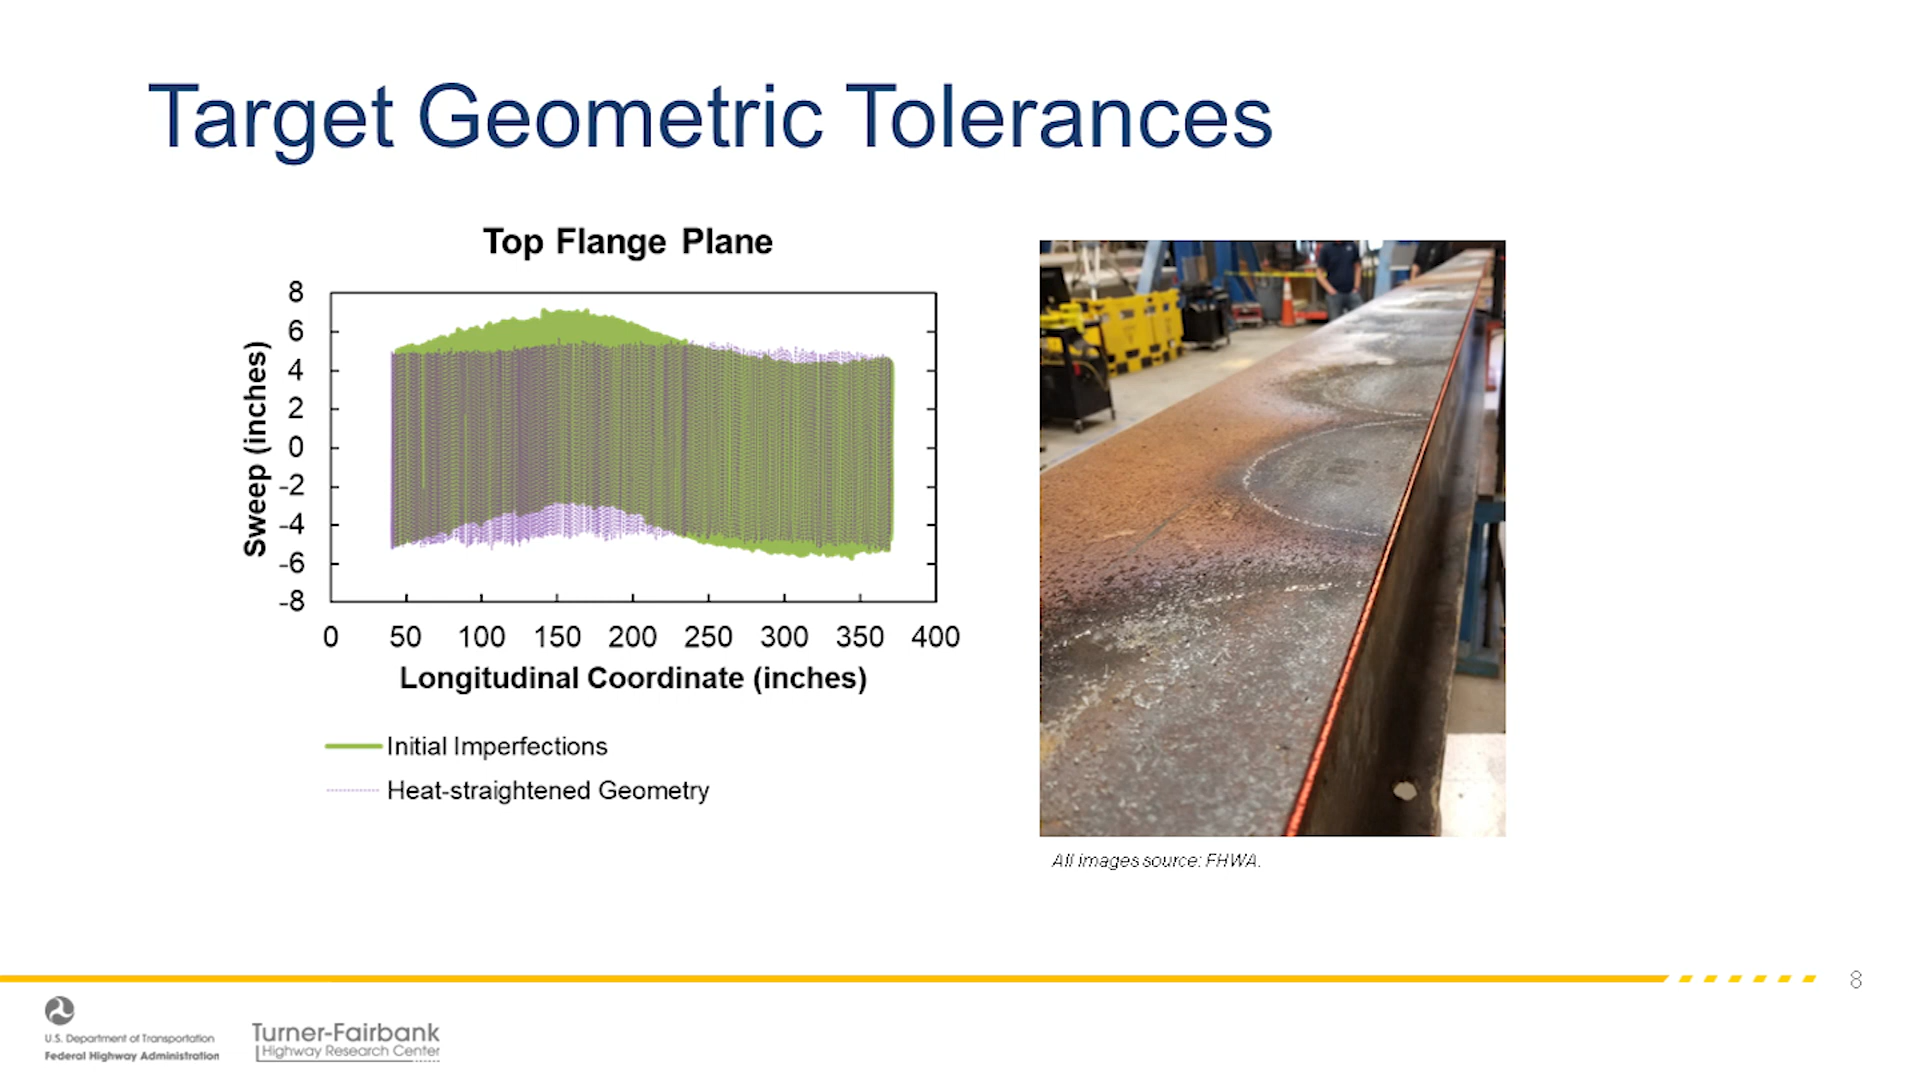 Target Geometric Tolerances
Top Flange Plane
8
6
4
2
0
-2
-4
-6
-8
Sweep (inches)
0 50 100 150 200 250 300 350 400
Longitudinal Coordinate (inches)
Initial Imperfections
Heat-straightened Geometry
All images source: FHWA.
8
U.S. Department of Transportation
Federal Highway Administration
Turner-Fairbank
Highway Research Center